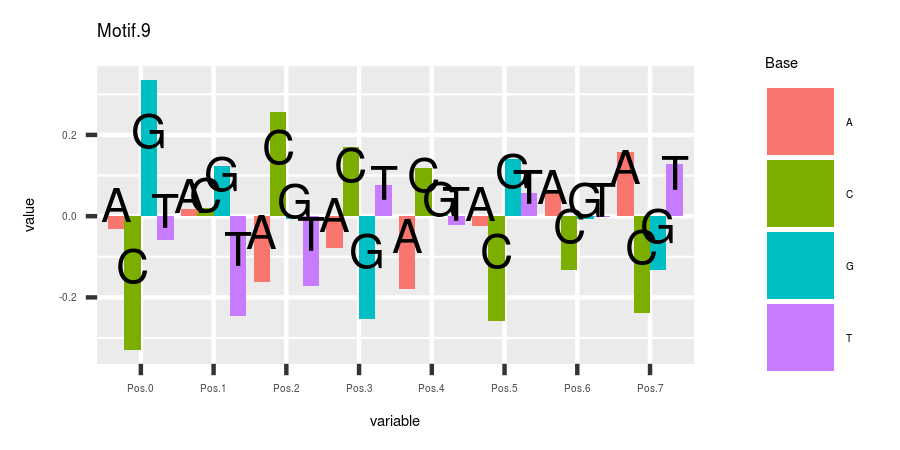 Motif.9
value
0.2
0.0
-0.2
A C G T A C G T A C G T A C G T A C G T A C G T A C G T A C G T
Pos.0 Pos.1 Pos.2 Pos.3 Pos.4 Pos.5 Pos.6 Pos.7
variable
Base
A
C
G
T